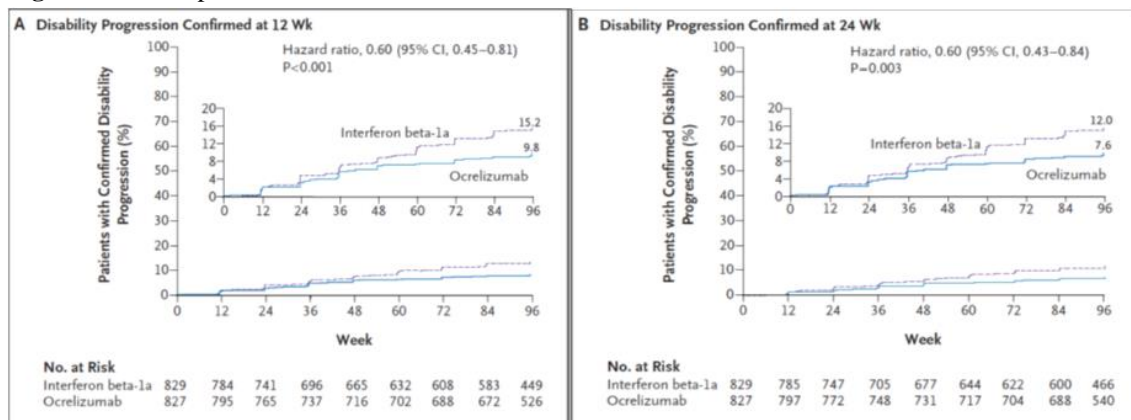 A Disability Progression Confirmed at 12 Wk
Patients with Confirmed Disability
Progression (%)
100
90
80
70
60
50
40
30
20
10
0
Hazard ratio, 0.60 (95% CI, 0.45–0.81)
P<0.001
20
16
12
8
4
0
Interferon beta-1a
15.2
9.8
Ocrelizumab
0 12 24 36 48 60 72 84 96
0 12 24 36 48 60 72 84 96
Week
No. at Risk
Interferon beta-1a 829 784 741 696 665 632 608 583 449
Ocrelizumab 827 795 765 737 716 702 688 672 526
B Disability Progression Confirmed at 24 Wk
Patients with Confirmed Disability
Progression (%)
100
90
80
70
60
50
40
30
20
10
0
Hazard ratio, 0.60 (95% CI, 0.43–0.84)
P=0.003
20
16
12
8
4
0
Interferon beta-1a
12.0
7.6
Ocrelizumab
0 12 24 36 48 60 72 84 96
0 12 24 36 48 60 72 84 96
Week
No. at Risk
Interferon beta-1a 829 785 747 705 677 644 622 600 466
Ocrelizumab 827 797 772 748 731 717 704 688 540